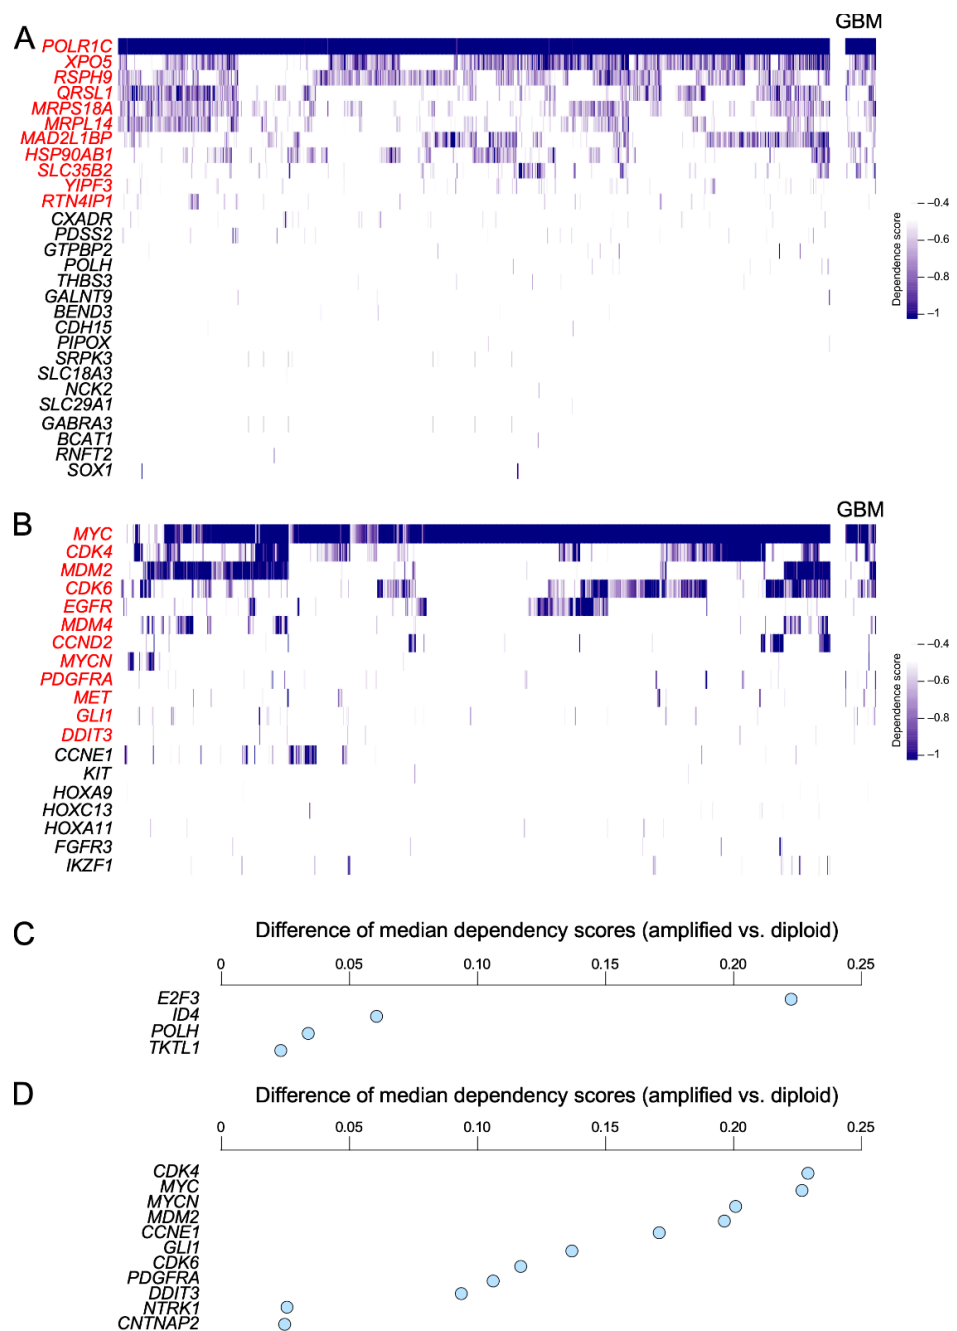 A
GBM
POLR1C
XPO5
RSPH9
QRSL1
MRPS18A
MRPL14
MAD2L1BP
HSP90AB1
SLC35B2
YIPF3
RTN4IP1
CXADR
PDSS2
GTPBP2
POLH
THBS3
GALNT9
BEND3
CDH15
PIPOX
SRPK3
SLC18A3
NCK2
SLC29A1
GABRA3
BCAT1
RNFT2
SOX1
Dependence score
−0.4
−0.6
−0.8
−1
B
GBM
MYC
CDK4
MDM2
CDK6
EGFR
MDM4
CCND2
MYCN
PDGFRA
MET
GLI1
DDIT3
CCNE1
KIT
HOXA9
HOXC13
HOXA11
FGFR3
IKZF1
Dependence score
−0.4
−0.6
−0.8
−1
C
Difference of median dependency scores (amplified vs. diploid)
0 0.05 0.10 0.15 0.20 0.25
E2F3
ID4
POLH
TKTL1
D
Difference of median dependency scores (amplified vs. diploid)
0 0.05 0.10 0.15 0.20 0.25
CDK4
MYC
MYCN
MDM2
CCNE1
GLI1
CDK6
PDGFRA
DDIT3
NTRK1
CNTNAP2